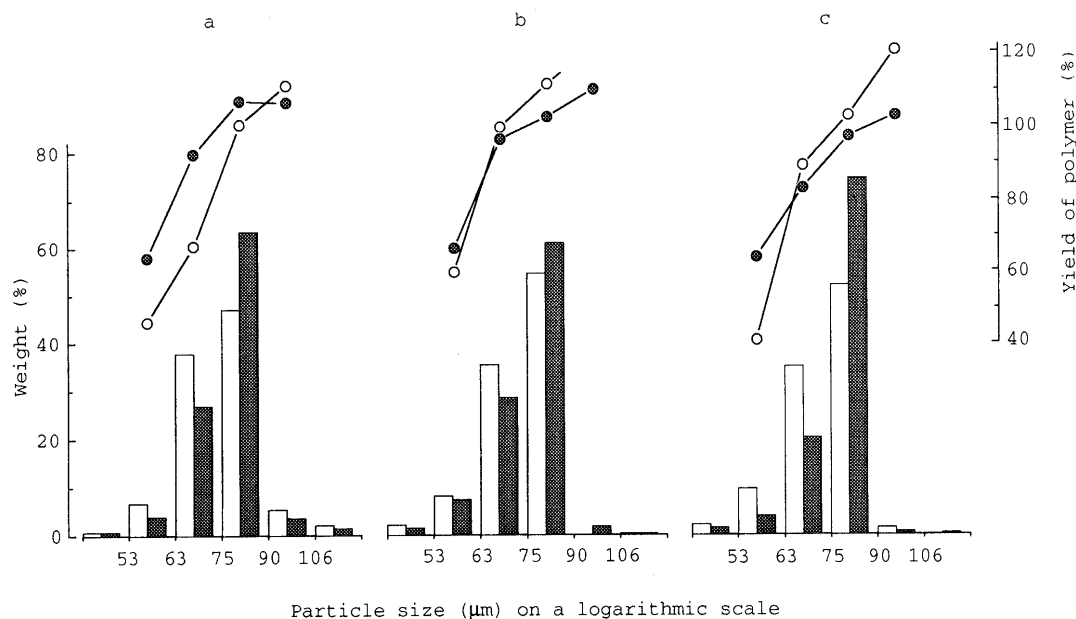 a b c
120
100
80
60
40
Yield of polymer (%)
80
60
40
20
0
Weight (%)
53 63 75 90 106 53 63 75 90 106 53 63 75 90 106
Particle size (μm) on a logarithmic scale